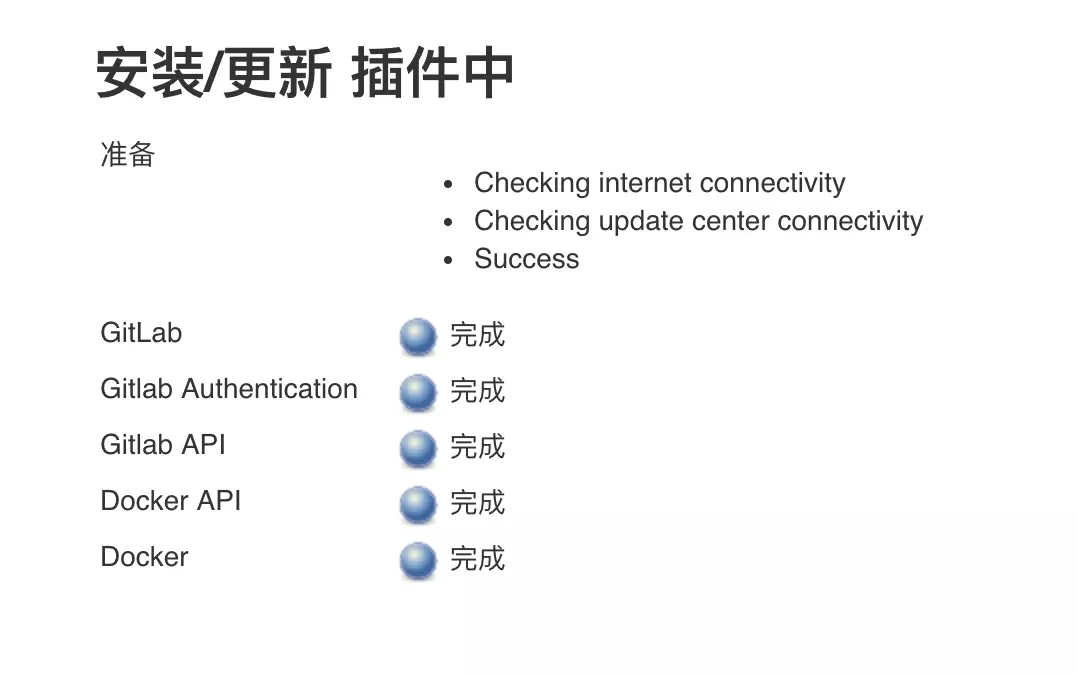 安装/更新 插件中
准备
Checking internet connectivity
Checking update center connectivity
Success
GitLab 完成
Gitlab Authentication 完成
Gitlab API 完成
Docker API 完成
Docker 完成